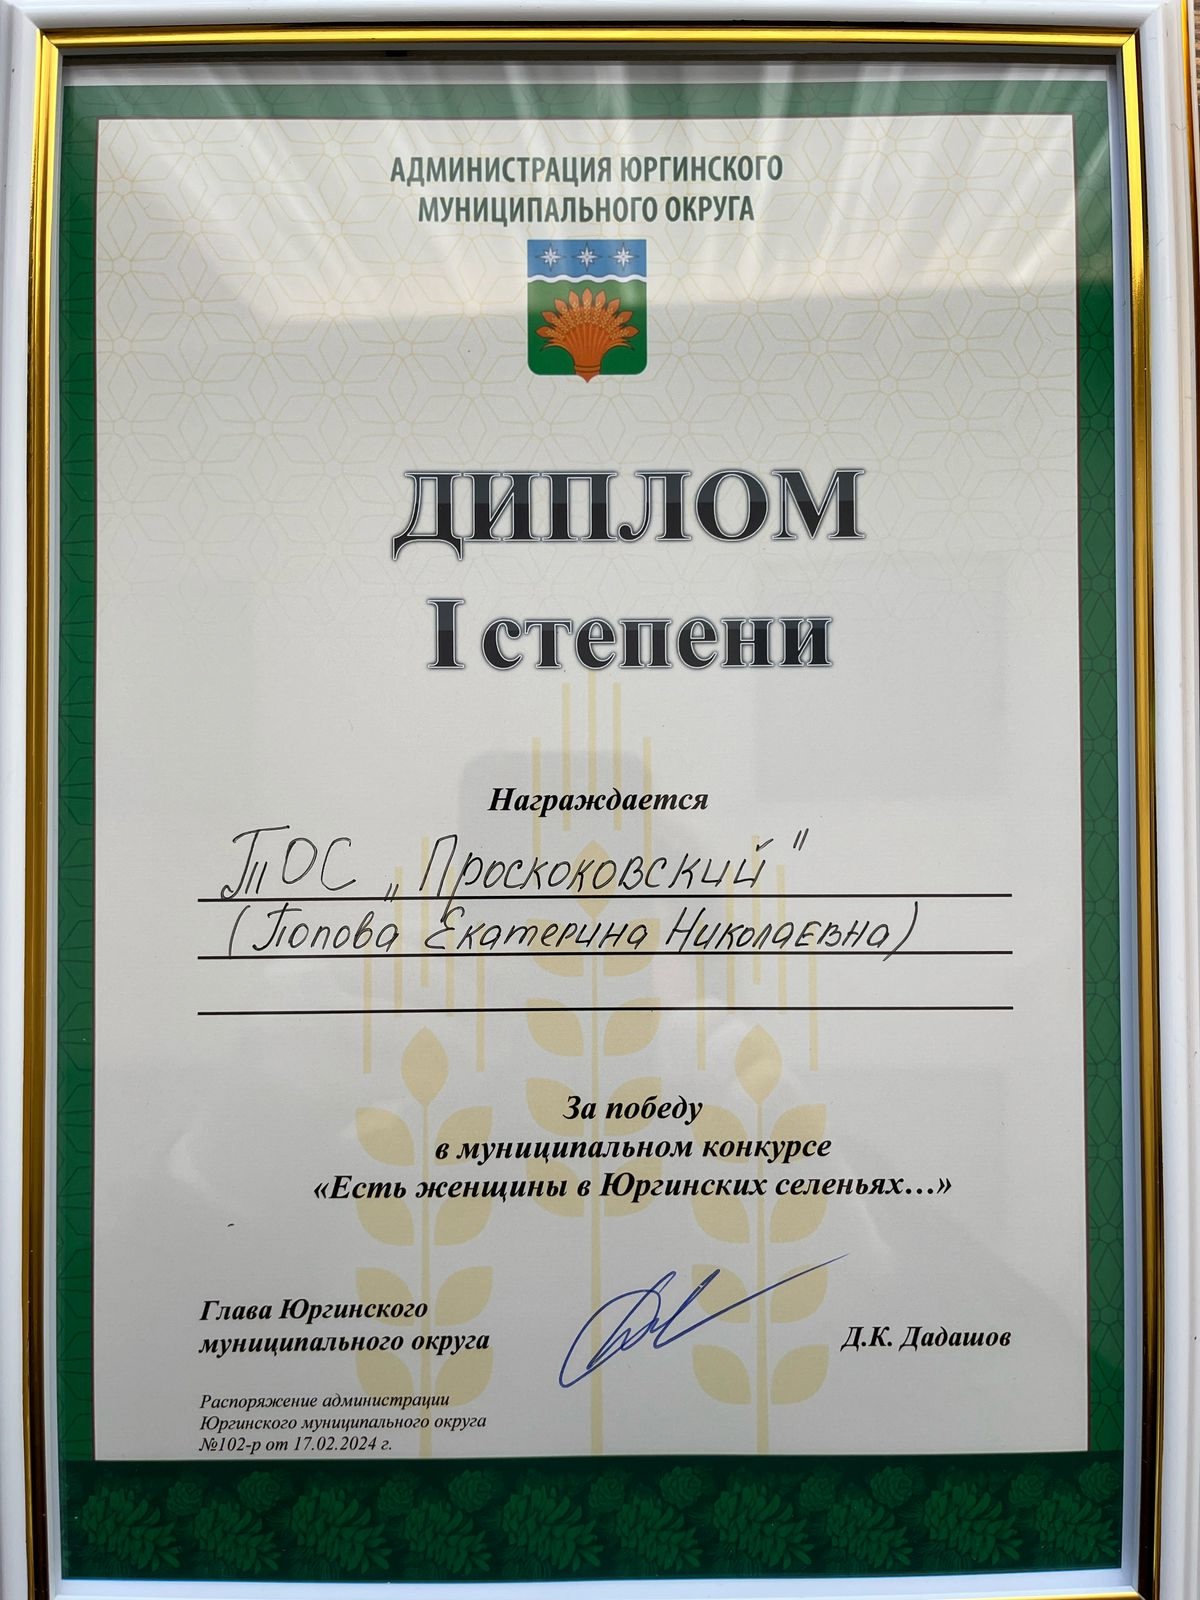 АДМИНИСТРАЦИЯ ЮРГИНСКОГО
МУНИЦИПАЛЬНОГО ОКРУГА
ДИПЛОМ
I степени
Награждается
ТОС „Проскоковский"
(Попова Екатерина Николаевна)
За победу
в муниципальном конкурсе
«Есть женщины в Юргинских селеньях...»
Глава Юргинского
муниципального округа
Д.К. Дадашов
Распоряжение администрации
Юргинского муниципального округа
№102-р от 17.02.2024 г.